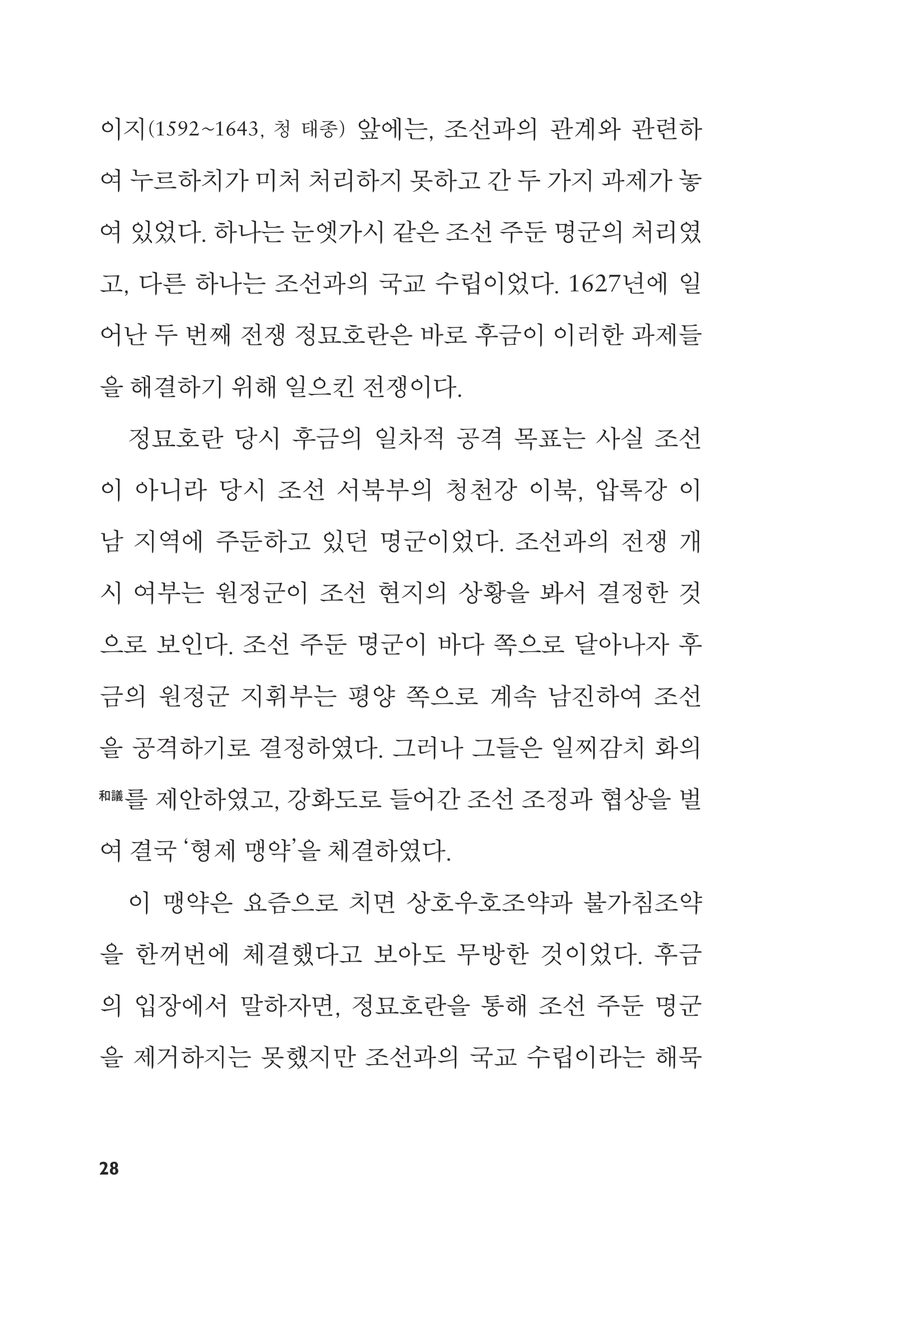 이지(1592~1643, 청 태종) 앞에는, 조선과의 관계와 관련하
여 누르하치가 미처 처리하지 못하고 간 두 가지 과제가 놓
여 있었다. 하나는 눈엣가시 같은 조선 주둔 명군의 처리였
고, 다른 하나는 조선과의 국교 수립이었다. 1627년에 일
어난 두 번째 전쟁 정묘호란은 바로 후금이 이러한 과제들
을 해결하기 위해 일으킨 전쟁이다.
정묘호란 당시 후금의 일차적 공격 목표는 사실 조선
이 아니라 당시 조선 서북부의 청천강 이북, 압록강 이
남 지역에 주둔하고 있던 명군이었다. 조선과의 전쟁 개
시 여부는 원정군이 조선 현지의 상황을 봐서 결정한 것
으로 보인다. 조선 주둔 명군이 바다 쪽으로 달아나자 후
금의 원정군 지휘부는 평양 쪽으로 계속 남진하여 조선
을 공격하기로 결정하였다. 그러나 그들은 일찌감치 화의
和議를 제안하였고, 강화도로 들어간 조선 조정과 협상을 벌
여 결국 ‘형제 맹약’을 체결하였다.
이 맹약은 요즘으로 치면 상호우호조약과 불가침조약
을 한꺼번에 체결했다고 보아도 무방한 것이었다. 후금
의 입장에서 말하자면, 정묘호란을 통해 조선 주둔 명군
을 제거하지는 못했지만 조선과의 국교 수립이라는 해묵
28